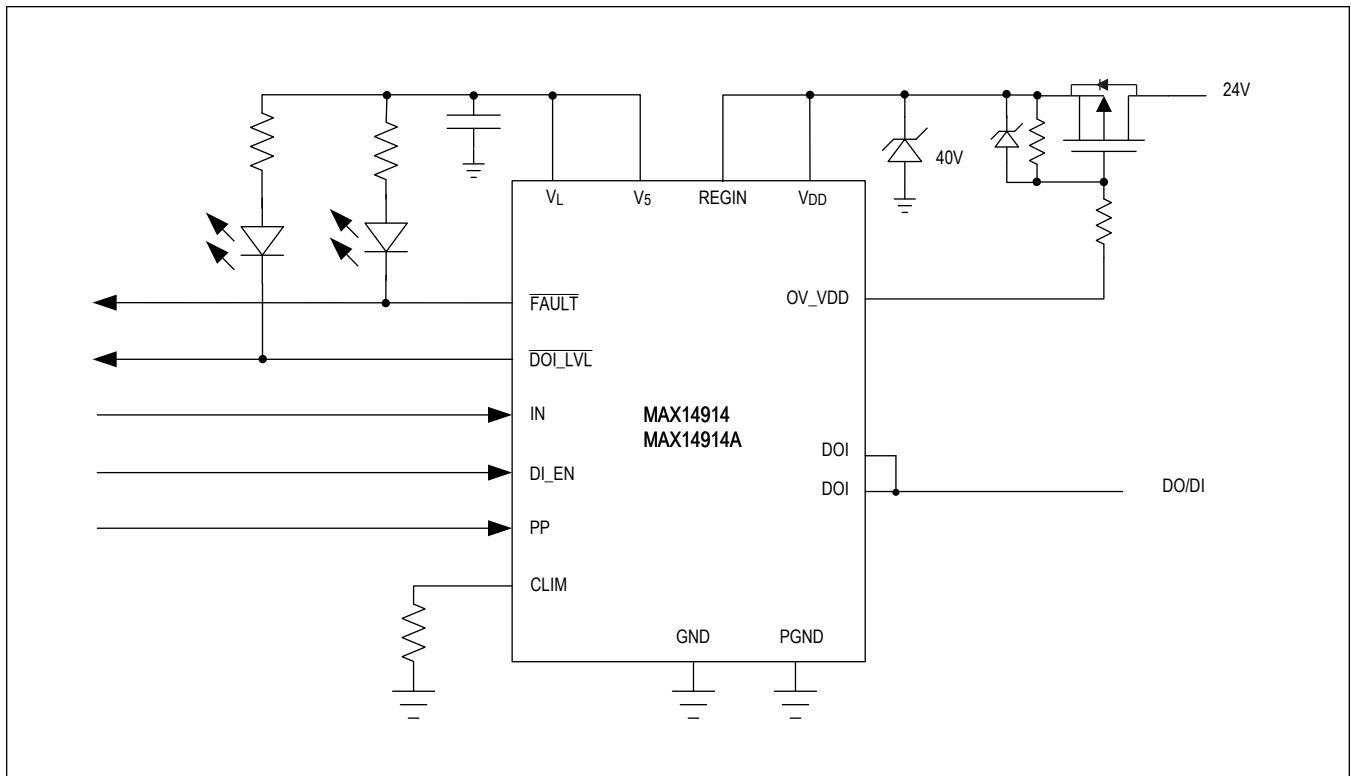 24V
40V
VL
V5
REGIN
VDD
FAULT
OV_VDD
DOI_LVL
IN
MAX14914
MAX14914A
DI_EN
DOI
DOI
DO/DI
PP
CLIM
GND
PGND